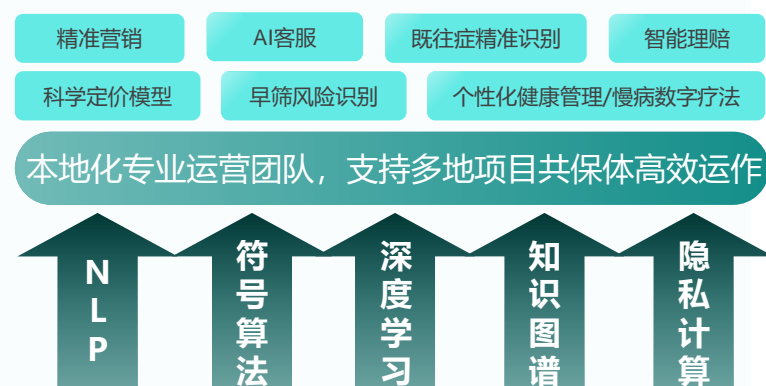 精准营销
AI客服
既往症精准识别
智能理赔
科学定价模型
早筛风险识别
个性化健康管理/慢病数字疗法
本地化专业运营团队，支持多地项目共保体高效运作
NLP
符号算法
深度学习
知识图谱
隐私计算